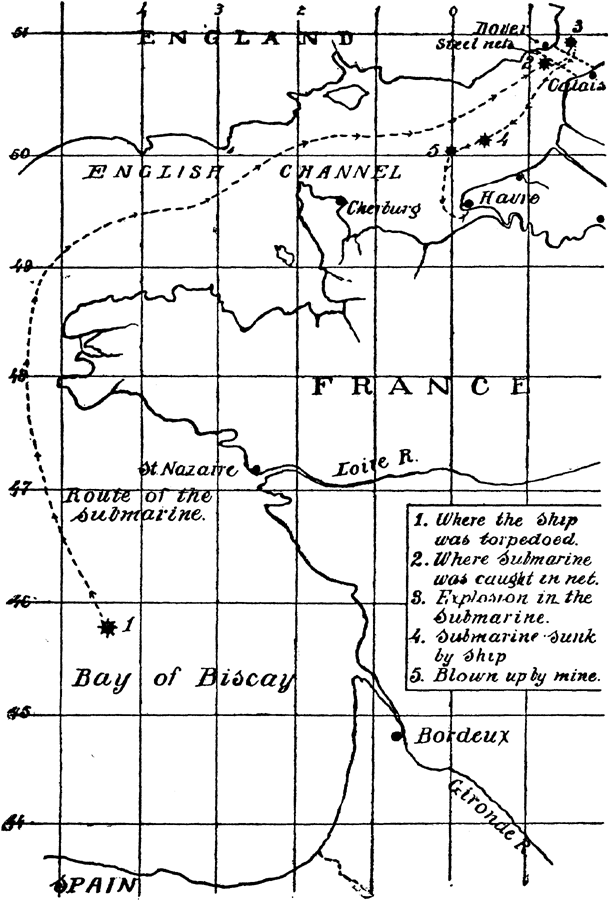 4 3 2 1 0 1
51
ENGLAND
Dover
Steel nets
3
2
Calais
50
5
4
ENGLISH CHANNEL
Cherburg
Havre
49
48
FRANCE
St. Nazaire
Loire R.
47
Route of the
submarine.
1. Where the ship
was torpedoed.
2. Where submarine
was caught in net.
3. Explosion in the
submarine.
4. Submarine sunk
by ship
5. Blown up by mine.
46
1
Bay of Biscay
45
Bordeux
Gironde R.
44
SPAIN